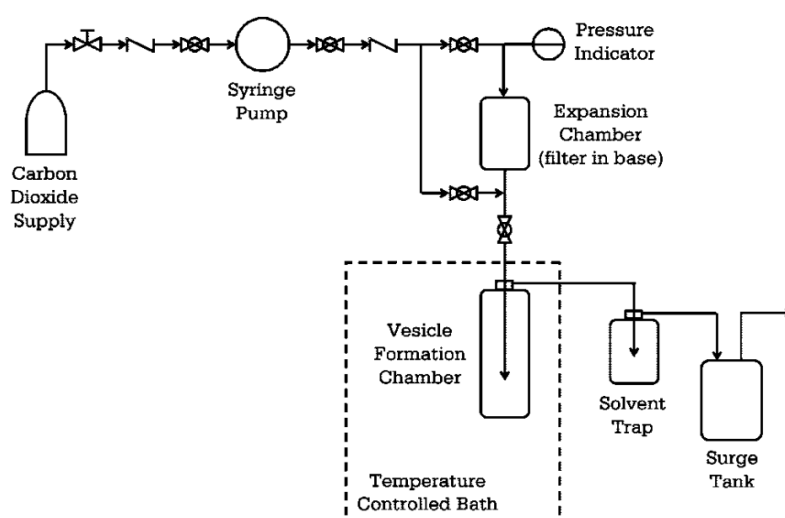 Pressure
Indicator
Syringe
Pump
Expansion
Chamber
(filter in base)
Carbon
Dioxide
Supply
Vesicle
Formation
Chamber
Solvent
Trap
Surge
Tank
Temperature
Controlled Bath